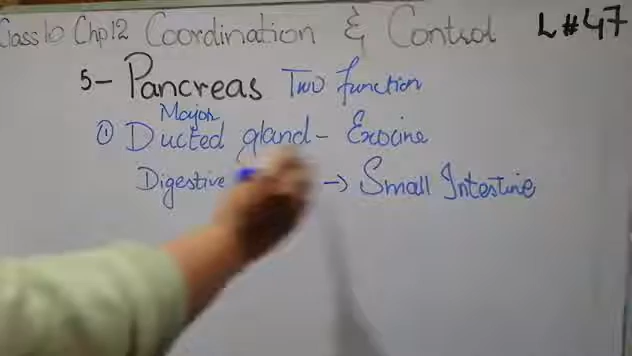 Class 10 Chp 12 Coordination & Control L#47
5- Pancreas Two function
Major
① Ducted gland - Exocine
Digestive → Small Intestine